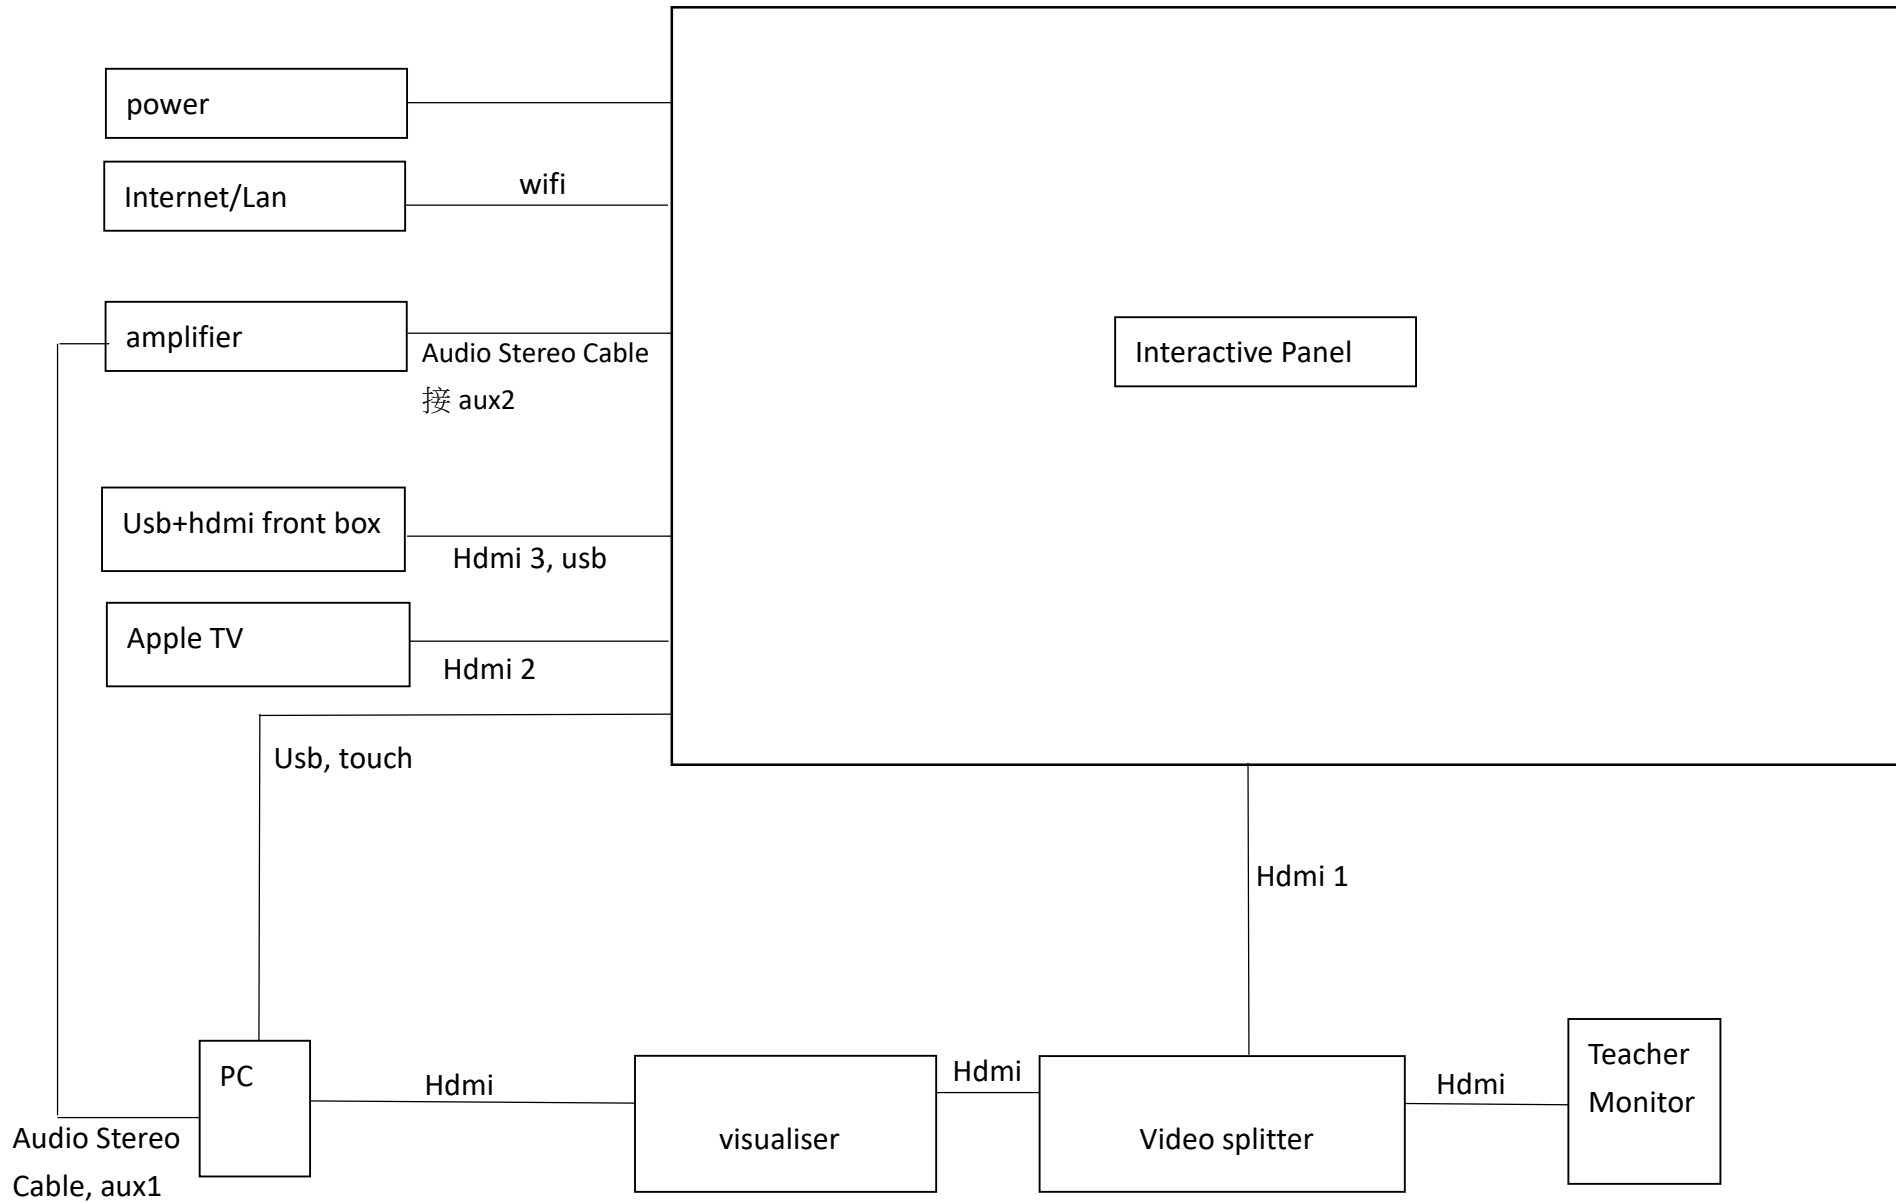 power
Internet/Lan
wifi
amplifier
Audio Stereo Cable
接 aux2
Interactive Panel
Usb+hdmi front box
Hdmi 3, usb
Apple TV
Hdmi 2
Usb, touch
Hdmi 1
PC
Hdmi
visualiser
Hdmi
Video splitter
Hdmi
Teacher
Monitor
Audio Stereo
Cable, aux1